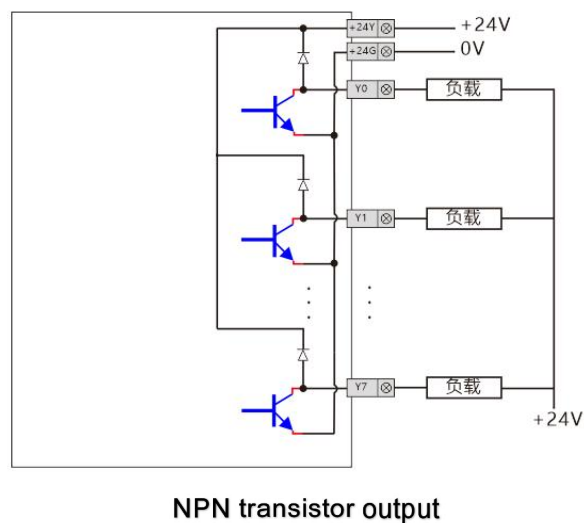 +24Y +24V
+24G 0V
Y0 负载
Y1 负载
Y7 负载
+24V
NPN transistor output